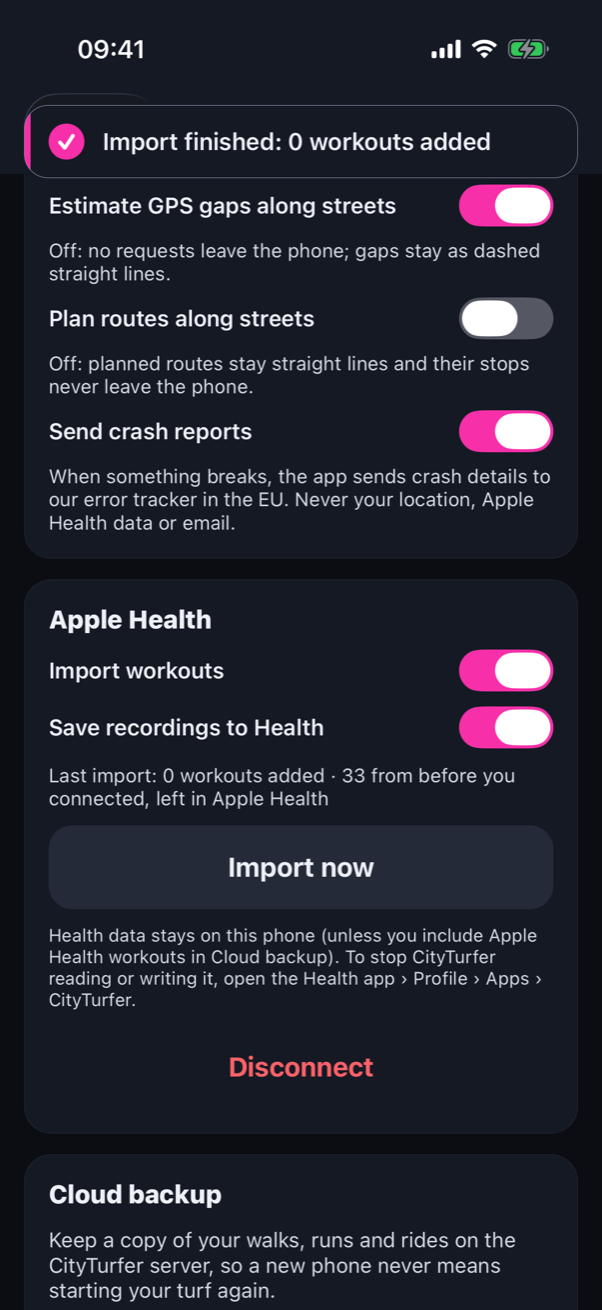 09:41
Import finished: 0 workouts added
Estimate GPS gaps along streets
Off: no requests leave the phone; gaps stay as dashed
straight lines.
Plan routes along streets
Off: planned routes stay straight lines and their stops
never leave the phone.
Send crash reports
When something breaks, the app sends crash details to
our error tracker in the EU. Never your location, Apple
Health data or email.
Apple Health
Import workouts
Save recordings to Health
Last import: 0 workouts added · 33 from before you
connected, left in Apple Health
Import now
Health data stays on this phone (unless you include Apple
Health workouts in Cloud backup). To stop CityTurfer
reading or writing it, open the Health app › Profile › Apps ›
CityTurfer.
Disconnect
Cloud backup
Keep a copy of your walks, runs and rides on the
CityTurfer server, so a new phone never means
starting your turf again.